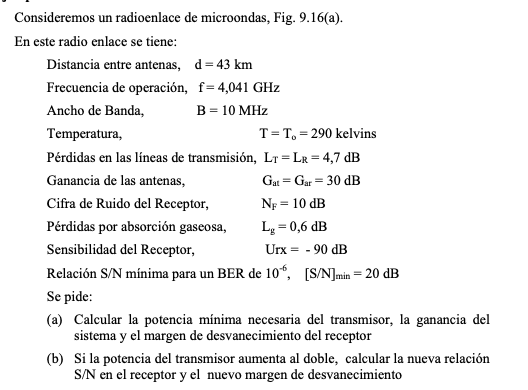 Consideremos un radioenlace de microondas, Fig. 9.16(a).
En este radio enlace se tiene:
Distancia entre antenas, d = 43 km
Frecuencia de operación, f = 4,041 GHz
Ancho de Banda, B = 10 MHz
Temperatura, T = Tₒ = 290 kelvins
Pérdidas en las líneas de transmisión, L_T = L_R = 4,7 dB
Ganancia de las antenas, G_at = G_ar = 30 dB
Cifra de Ruido del Receptor, N_F = 10 dB
Pérdidas por absorción gaseosa, L_g = 0,6 dB
Sensibilidad del Receptor, Urx = - 90 dB
Relación S/N mínima para un BER de 10⁻⁶, [S/N]min = 20 dB
Se pide:
(a) Calcular la potencia mínima necesaria del transmisor, la ganancia del
sistema y el margen de desvanecimiento del receptor
(b) Si la potencia del transmisor aumenta al doble, calcular la nueva relación
S/N en el receptor y el nuevo margen de desvanecimiento